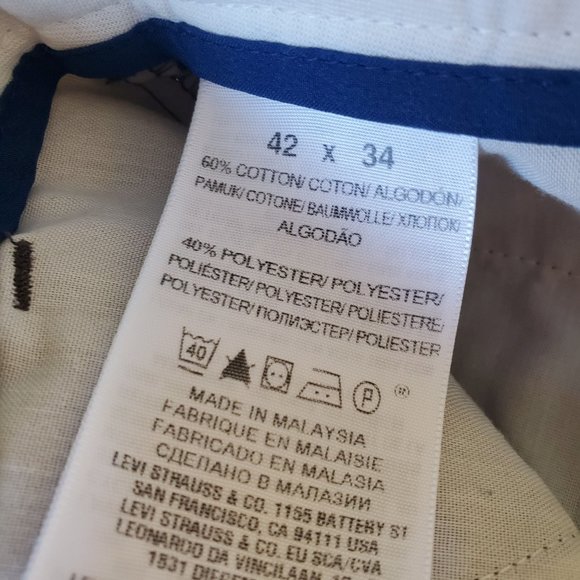 42 x 34
60% COTTON/ COTON/ ALGODÓN/
PAMUK/ COTONE/ BAUMWOLLE/ ХЛОПОК/
ALGODÃO
40% POLYESTER/ POLYESTER/
POLIÉSTER/ POLYESTER/ POLIESTERE/
POLYESTER/ ПОЛИЭСТЕР/ POLIESTER
40 P ®
MADE IN MALAYSIA
FABRIQUE EN MALAISIE
FABRICADO EN MALASIA
СДЕЛАНО В МАЛАЗИИ
LEVI STRAUSS & CO. 1155 BATTERY ST
SAN FRANCISCO, CA 94111 USA
LEVI STRAUSS & CO. EU SCA/CVA
LEONARDO DA VINCILAAN,
1831